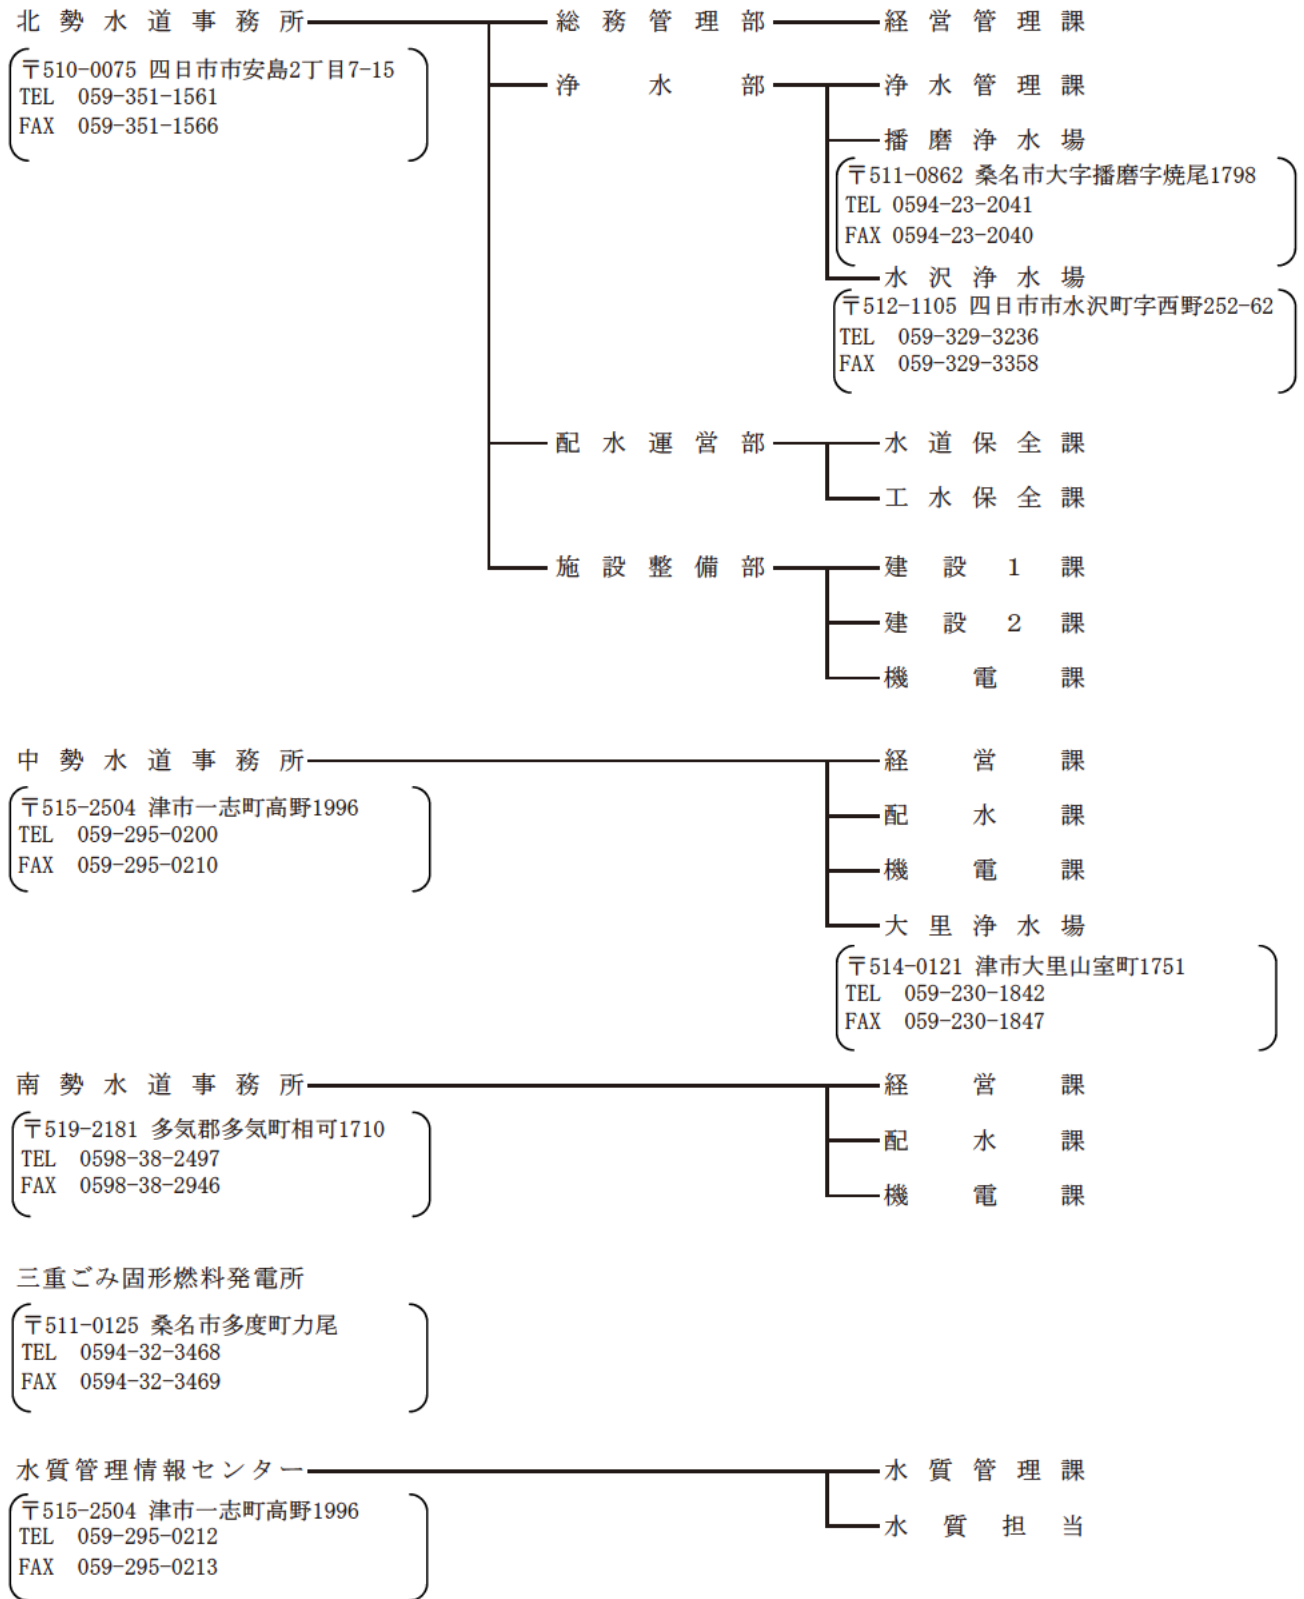 北勢水道事務所 総務管理部 経営管理課
〒510-0075 四日市市安島2丁目7-15
TEL 059-351-1561
FAX 059-351-1566
浄水部 浄水管理課
播磨浄水場
〒511-0862 桑名市大字播磨字焼尾1798
TEL 0594-23-2041
FAX 0594-23-2040
水沢浄水場
〒512-1105 四日市市水沢町字西野252-62
TEL 059-329-3236
FAX 059-329-3358
配水運営部 水道保全課
工水保全課
施設整備部 建設1課
建設2課
機電課
中勢水道事務所 経営課
〒515-2504 津市一志町高野1996
TEL 059-295-0200
FAX 059-295-0210
配水課
機電課
大里浄水場
〒514-0121 津市大里山室町1751
TEL 059-230-1842
FAX 059-230-1847
南勢水道事務所 経営課
〒519-2181 多気郡多気町相可1710
TEL 0598-38-2497
FAX 0598-38-2946
配水課
機電課
三重ごみ固形燃料発電所
〒511-0125 桑名市多度町力尾
TEL 0594-32-3468
FAX 0594-32-3469
水質管理情報センター 水質管理課
〒515-2504 津市一志町高野1996
TEL 059-295-0212
FAX 059-295-0213
水質担当